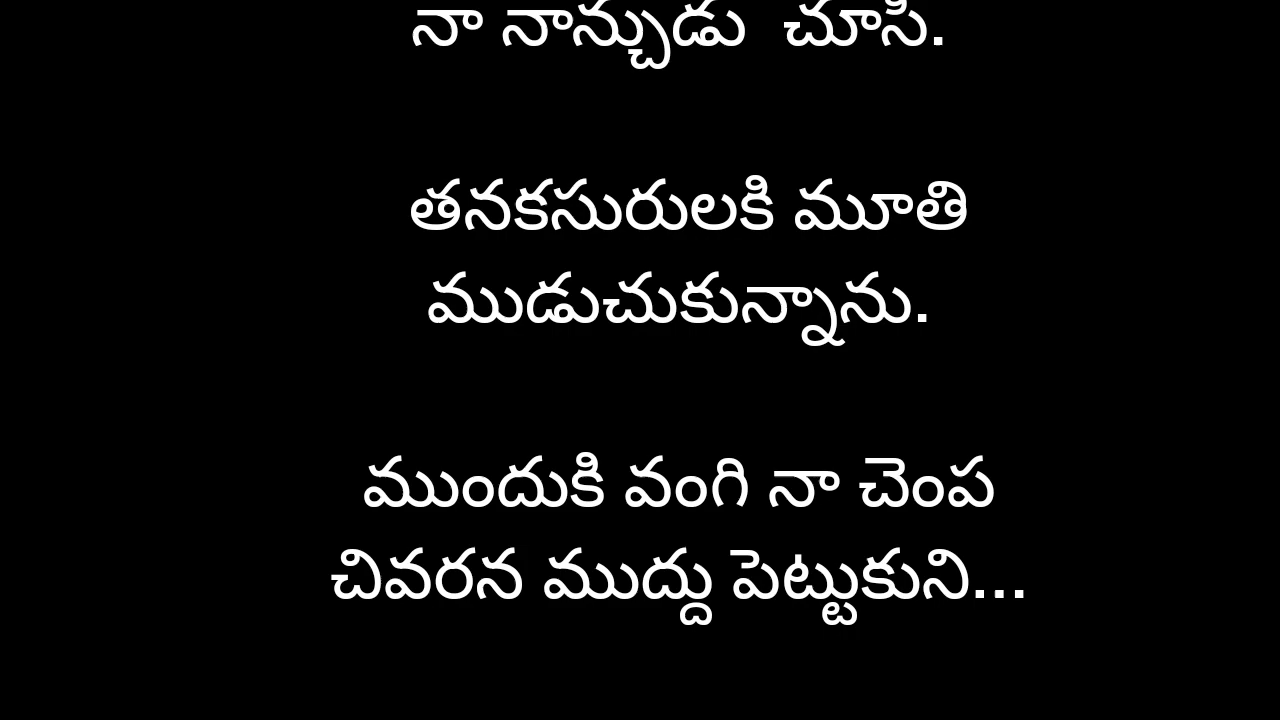 నా నాన్చుడు చూసి.
తనకసురులకి మూతి
ముడుచుకున్నాను.
ముందుకి వంగి నా చెంప
చివరన ముద్దు పెట్టుకుని...